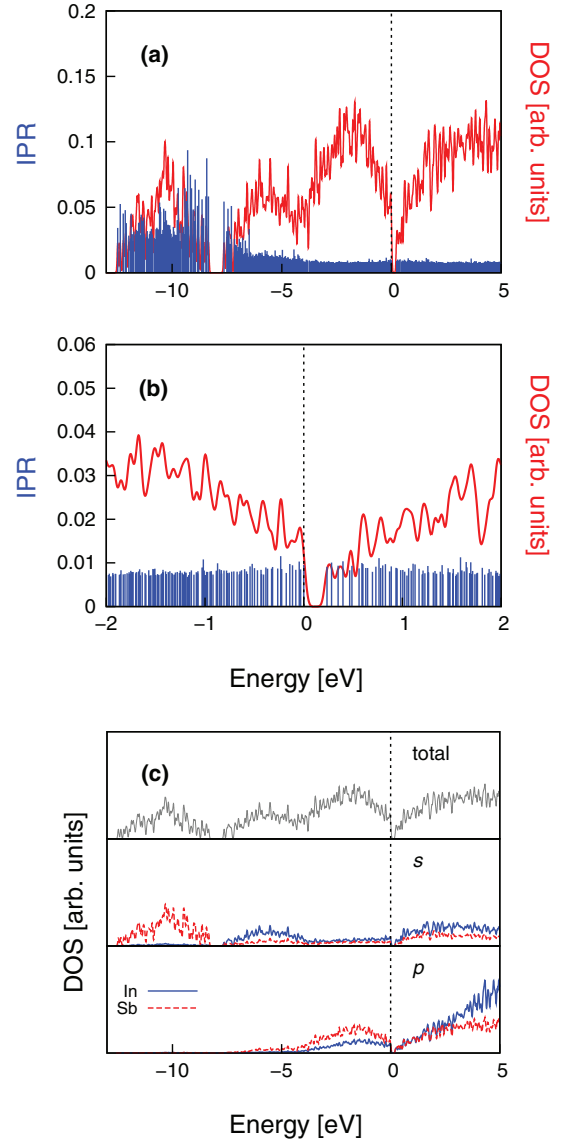 0.2
(a)
0.15
0.1
0.05
0
IPR
DOS [arb. units]
−10
−5
0
5
0.06
(b)
0.05
0.04
0.03
0.02
0.01
0
IPR
DOS [arb. units]
−2
−1
0
1
2
Energy [eV]
(c)
total
s
p
In
Sb
DOS [arb. units]
−10
−5
0
5
Energy [eV]